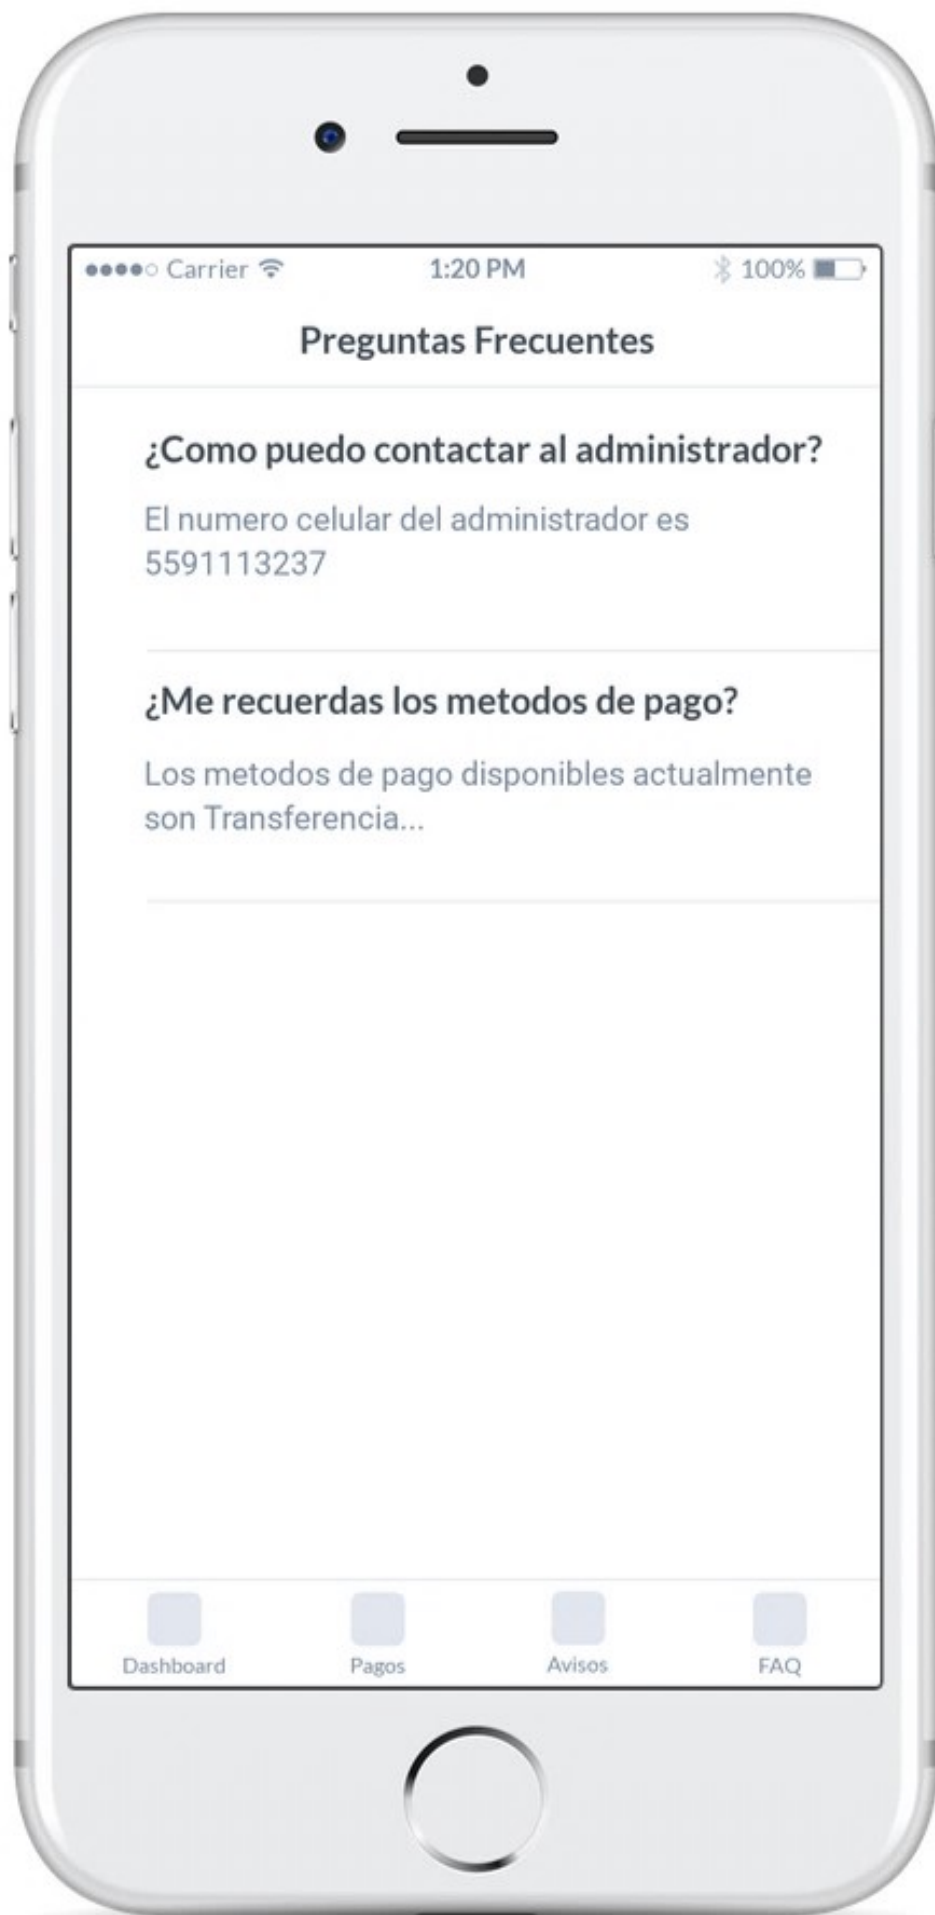 Carrier 1:20 PM 100%
Preguntas Frecuentes
¿Como puedo contactar al administrador?
El numero celular del administrador es
5591113237
¿Me recuerdas los metodos de pago?
Los metodos de pago disponibles actualmente
son Transferencia...
Dashboard Pagos Avisos FAQ